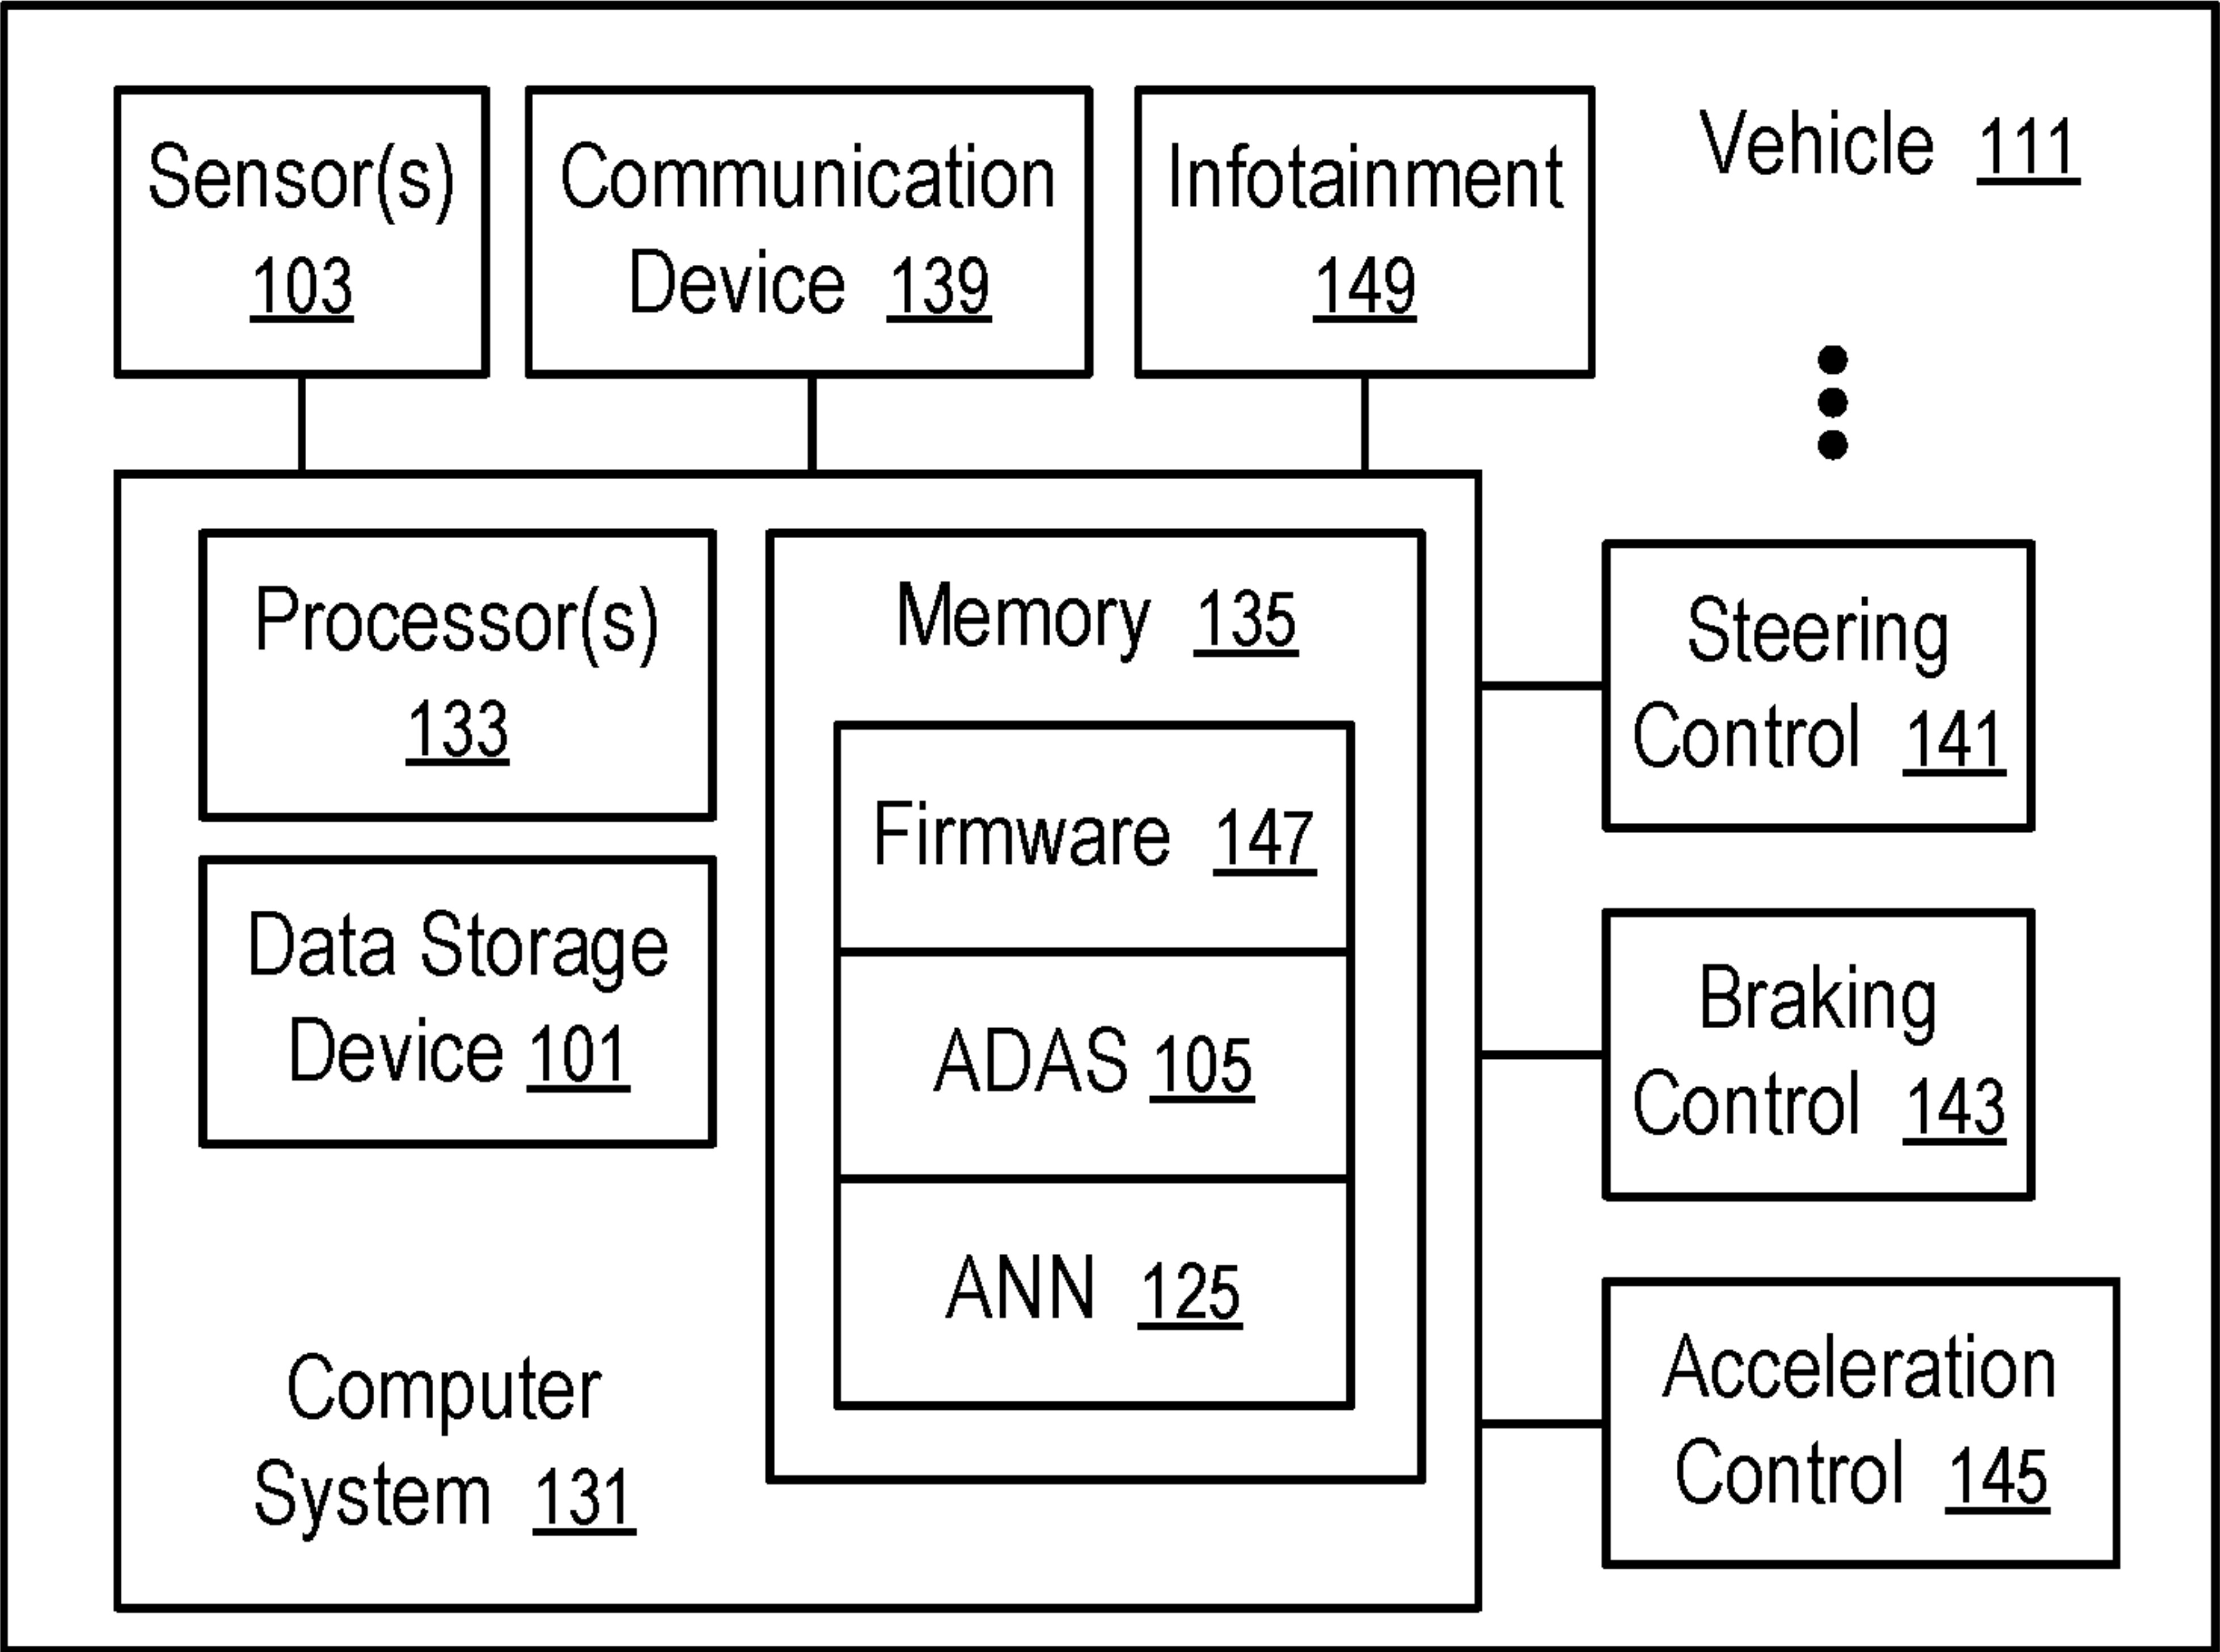 Sensor(s)
103
Communication
Device 139
Infotainment
149
Vehicle 111
Processor(s)
133
Data Storage
Device 101
Computer
System 131
Memory 135
Firmware 147
ADAS 105
ANN 125
Steering
Control 141
Braking
Control 143
Acceleration
Control 145